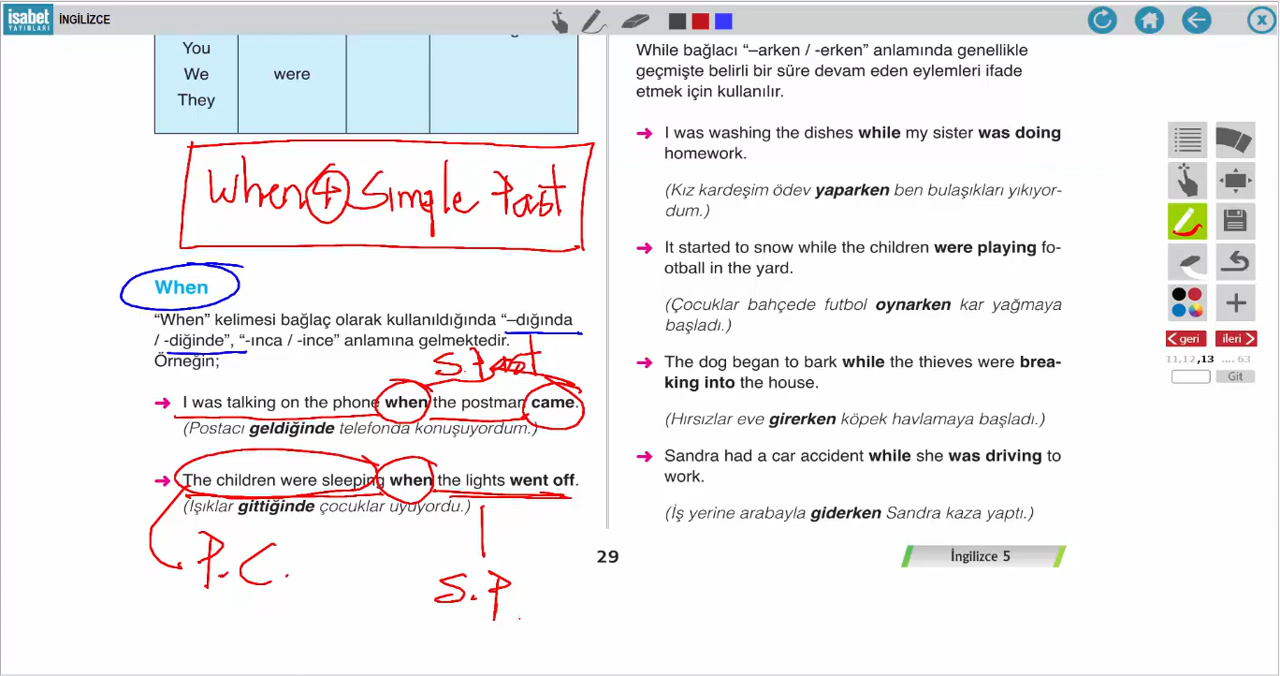 isabet
YAYINLARI
İNGİLİZCE
You
We
were
They
When + Simple Past
When
“When” kelimesi bağlaç olarak kullanıldığında “–dığında
/ -diğinde”, “-ınca / -ince” anlamına gelmektedir.
Örneğin;
S.Past
I was talking on the phone when the postman came.
(Postacı geldiğinde telefonda konuşuyordum.)
The children were sleeping when the lights went off.
(Işıklar gittiğinde çocuklar uyuyordu.)
P.C.
S.P
While bağlacı “–arken / -erken” anlamında genellikle
geçmişte belirli bir süre devam eden eylemleri ifade
etmek için kullanılır.
I was washing the dishes while my sister was doing
homework.
(Kız kardeşim ödev yaparken ben bulaşıkları yıkıyor-
dum.)
It started to snow while the children were playing fo-
otball in the yard.
(Çocuklar bahçede futbol oynarken kar yağmaya
başladı.)
The dog began to bark while the thieves were brea-
king into the house.
(Hırsızlar eve girerken köpek havlamaya başladı.)
Sandra had a car accident while she was driving to
work.
(İş yerine arabayla giderken Sandra kaza yaptı.)
29
İngilizce 5
geri
ileri
11,12,13 .... 63
Git